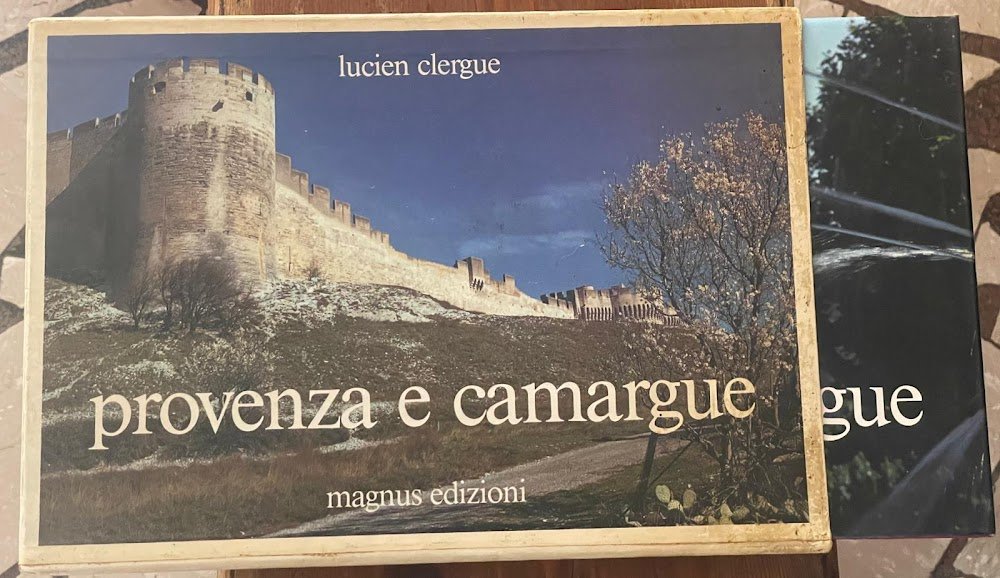 lucien clergue
provenza e camargue
gue
magnus edizioni